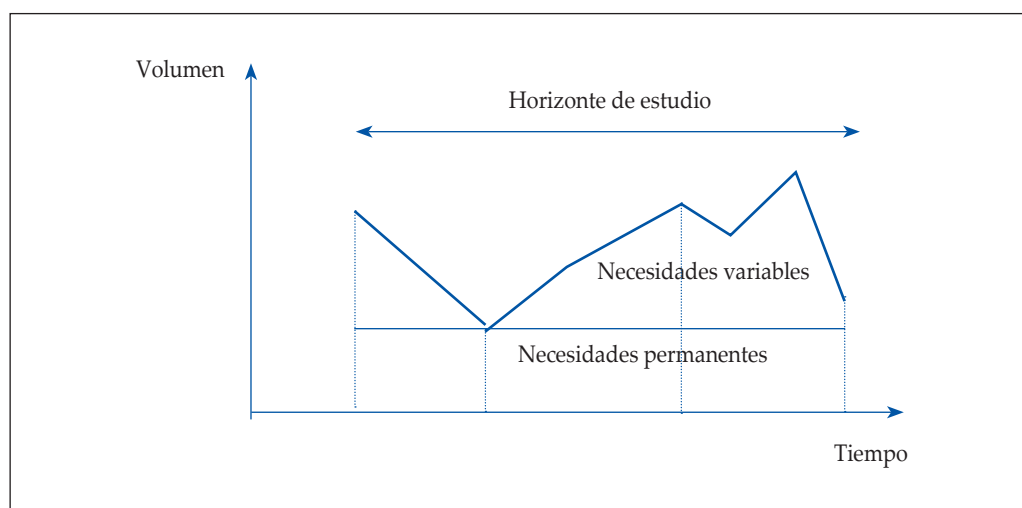 Volumen
Horizonte de estudio
Necesidades variables
Necesidades permanentes
Tiempo